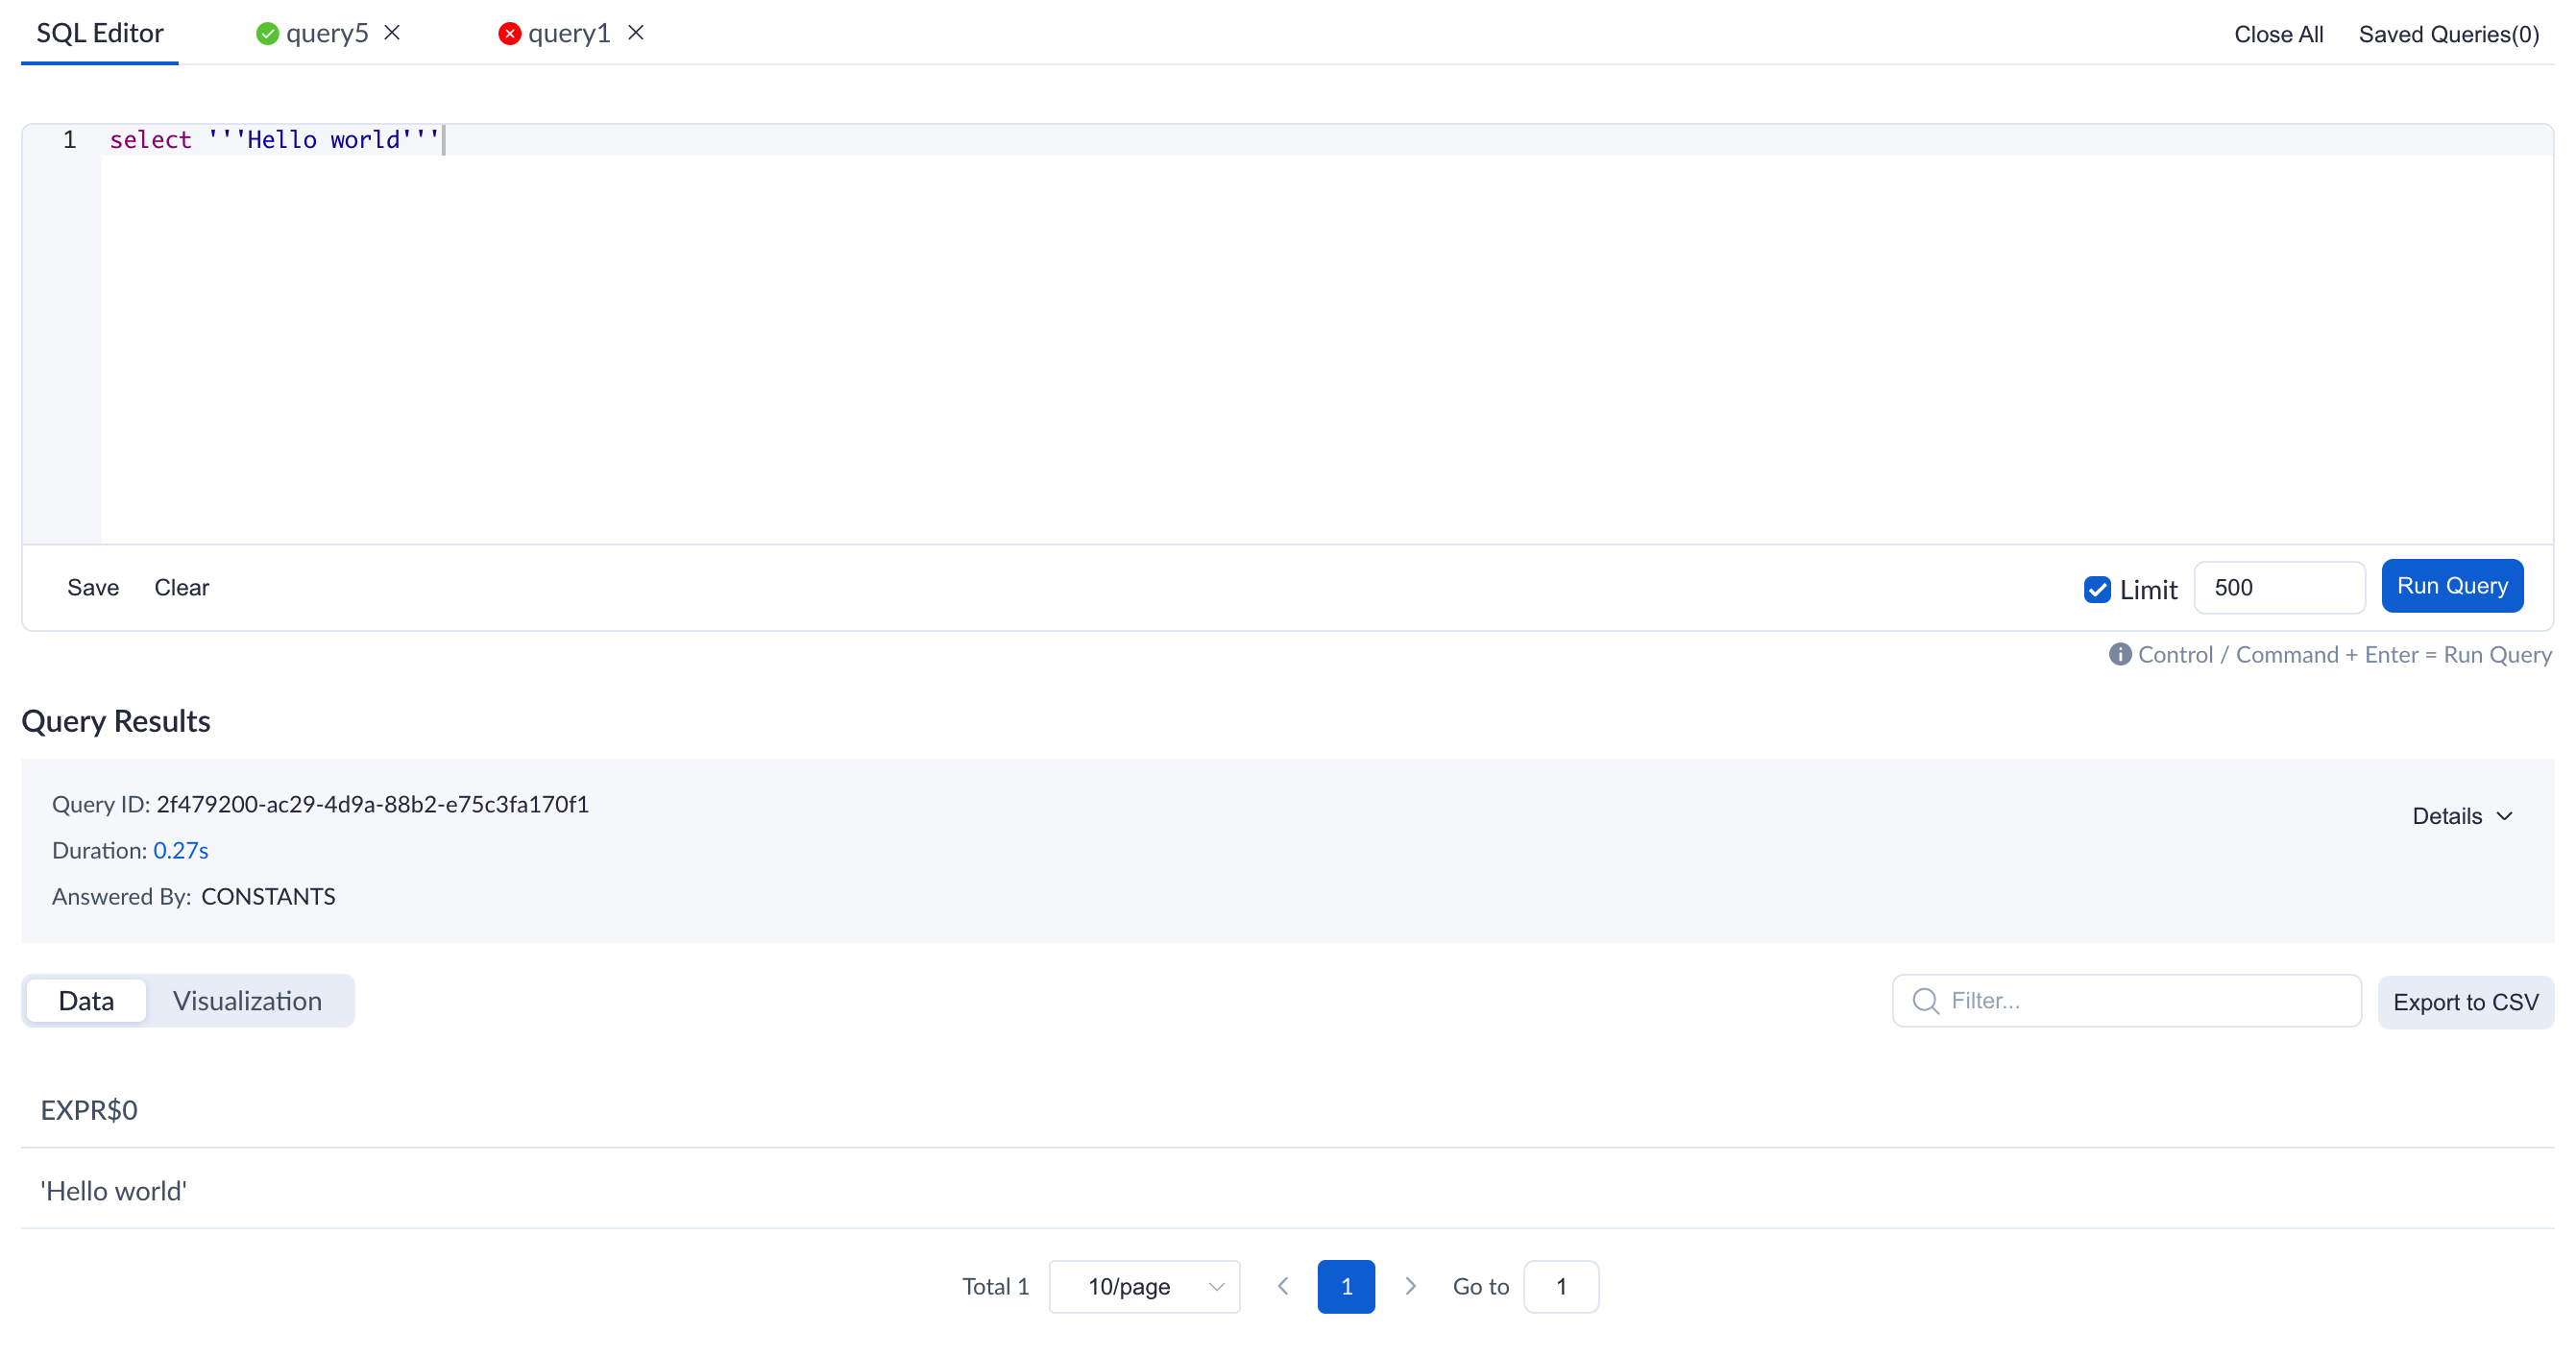 SQL Editor query5 query1 Close All Saved Queries(0)
1 select '''Hello world'''
Save Clear Limit 500 Run Query
Control / Command + Enter = Run Query
Query Results
Query ID: 2f479200-ac29-4d9a-88b2-e75c3fa170f1
Details
Duration: 0.27s
Answered By: CONSTANTS
Data Visualization Filter... Export to CSV
EXPR$0
'Hello world'
Total 1 10/page 1 Go to 1